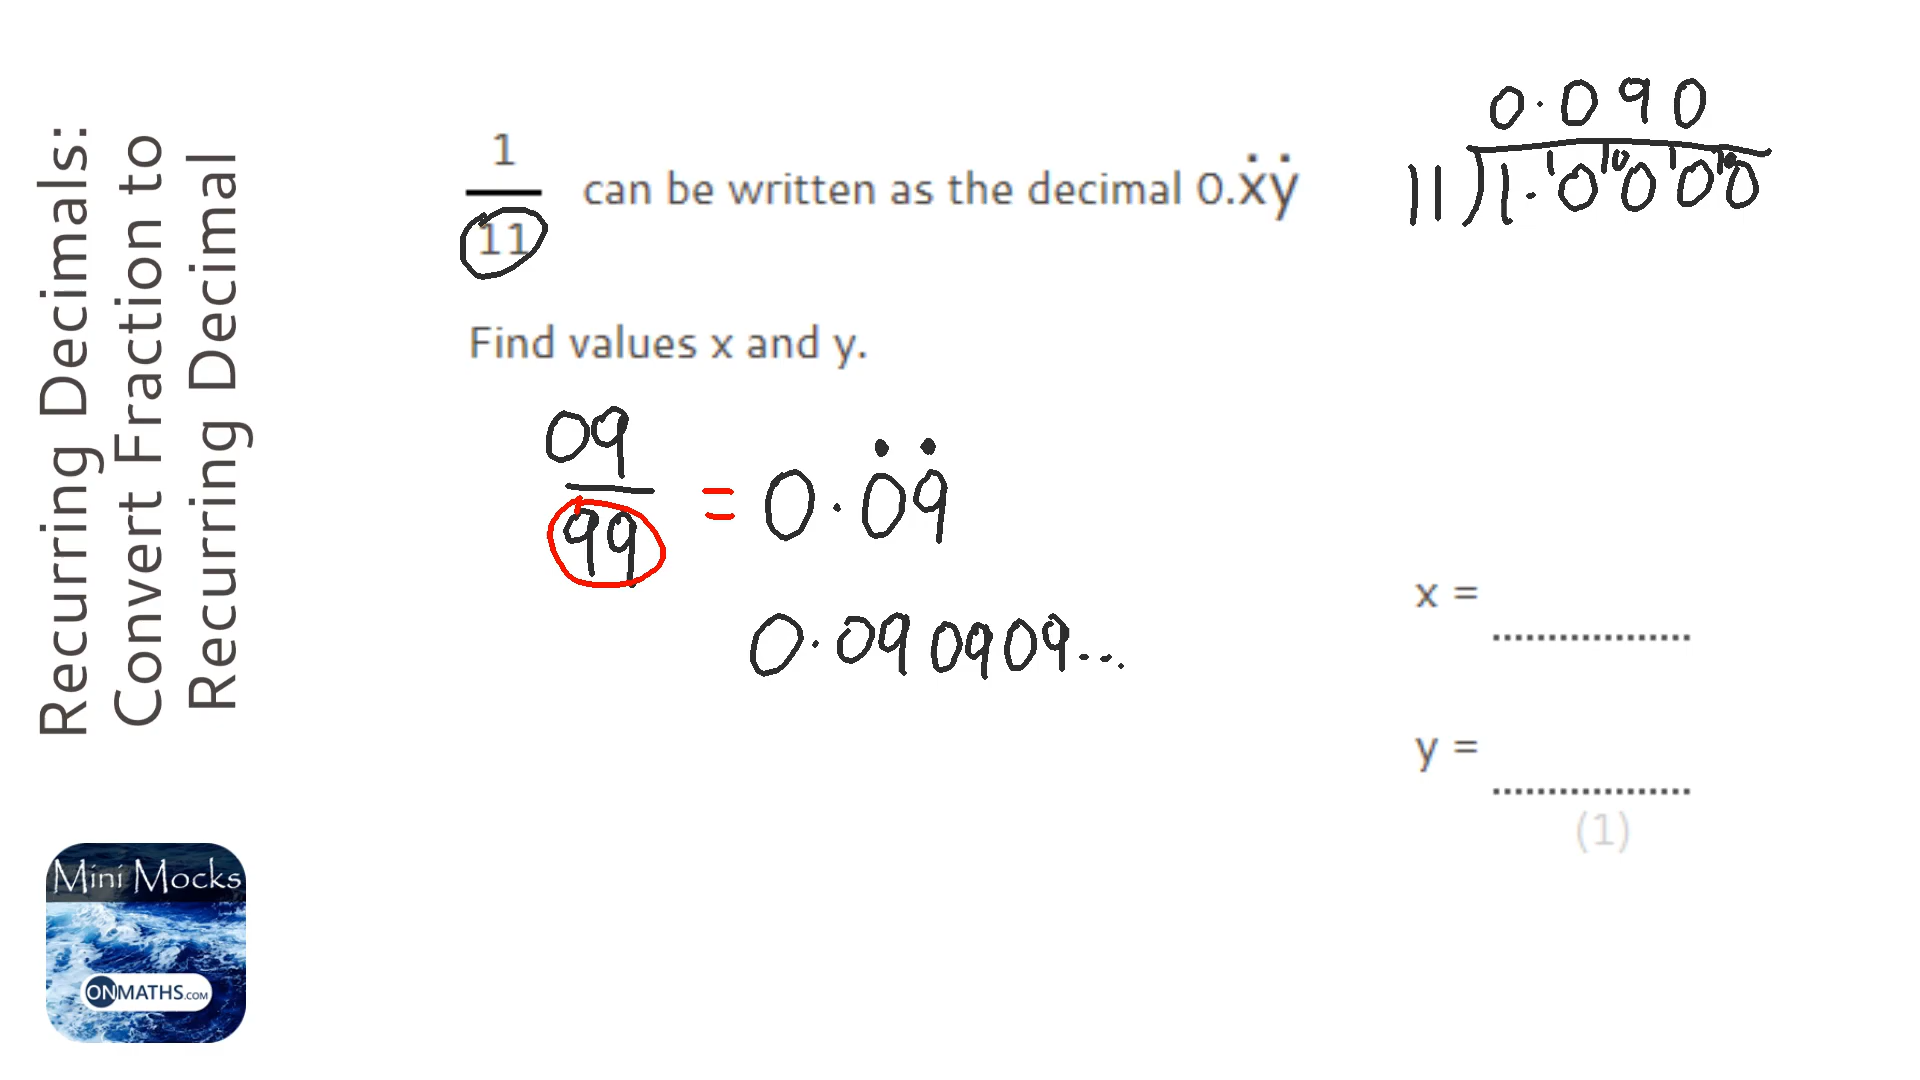 Recurring Decimals:
Convert Fraction to
Recurring Decimal
1
11
can be written as the decimal 0.ẋẏ
0.090
11)1.¹0¹⁰0¹0¹⁰0
Find values x and y.
09
99
= 0.0̇9̇
0.090909...
x = ..................
y = ..................
(1)
Mini Mocks
ONMATHS.COM